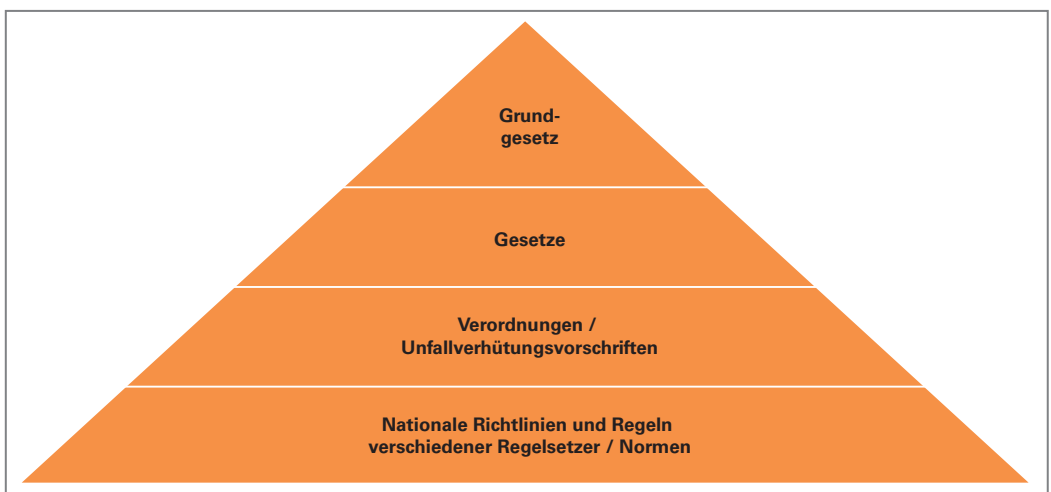 Grund-
gesetz
Gesetze
Verordnungen /
Unfallverhütungsvorschriften
Nationale Richtlinien und Regeln
verschiedener Regelsetzer / Normen